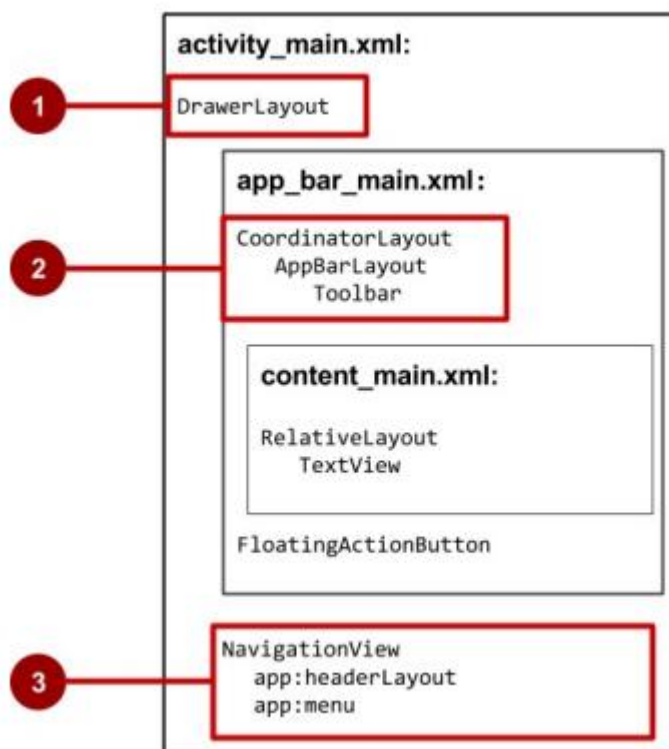 activity_main.xml:
1
DrawerLayout
app_bar_main.xml:
2
CoordinatorLayout
AppBarLayout
Toolbar
content_main.xml:
RelativeLayout
TextView
FloatingActionButton
3
NavigationView
app:headerLayout
app:menu